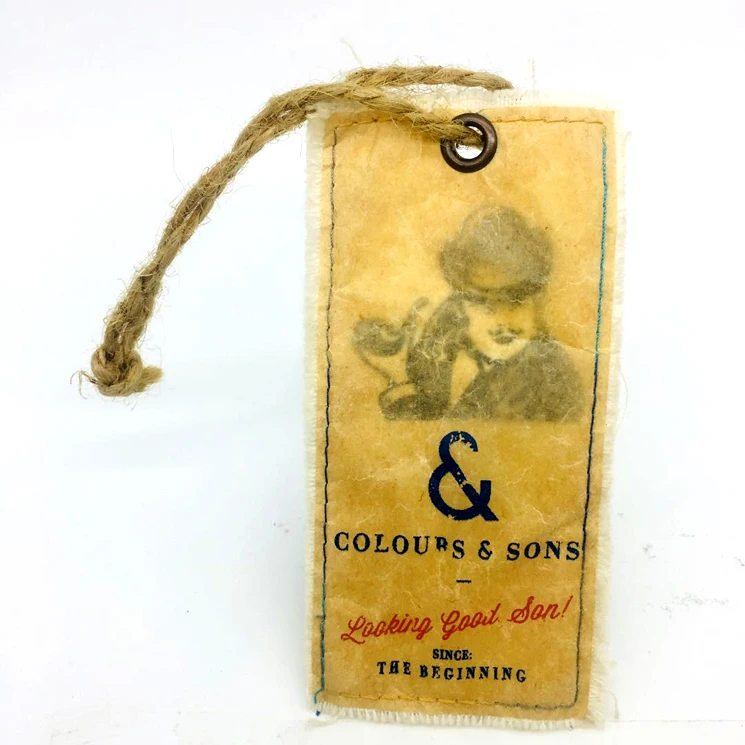 &
COLOURS & SONS
Looking Good Son!
SINCE:
THE BEGINNING